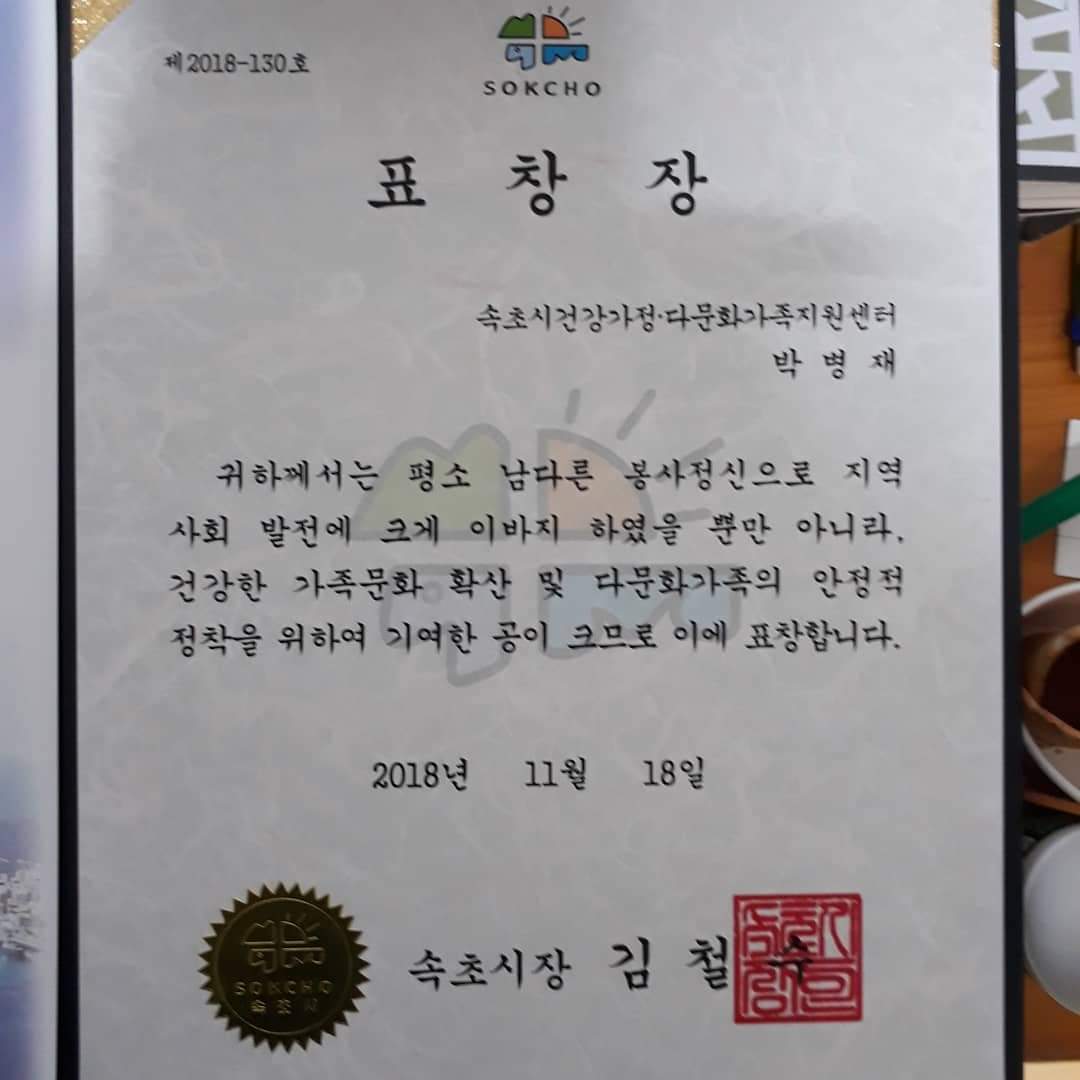 제2018-130호
SOKCHO
표 창 장
속초시건강가정·다문화가족지원센터
박 병 재
귀하께서는 평소 남다른 봉사정신으로 지역
사회 발전에 크게 이바지 하였을 뿐만 아니라,
건강한 가족문화 확산 및 다문화가족의 안정적
정착을 위하여 기여한 공이 크므로 이에 표창합니다.
2018년 11월 18일
속초시장 김 철 수
SOKCHO
속초시